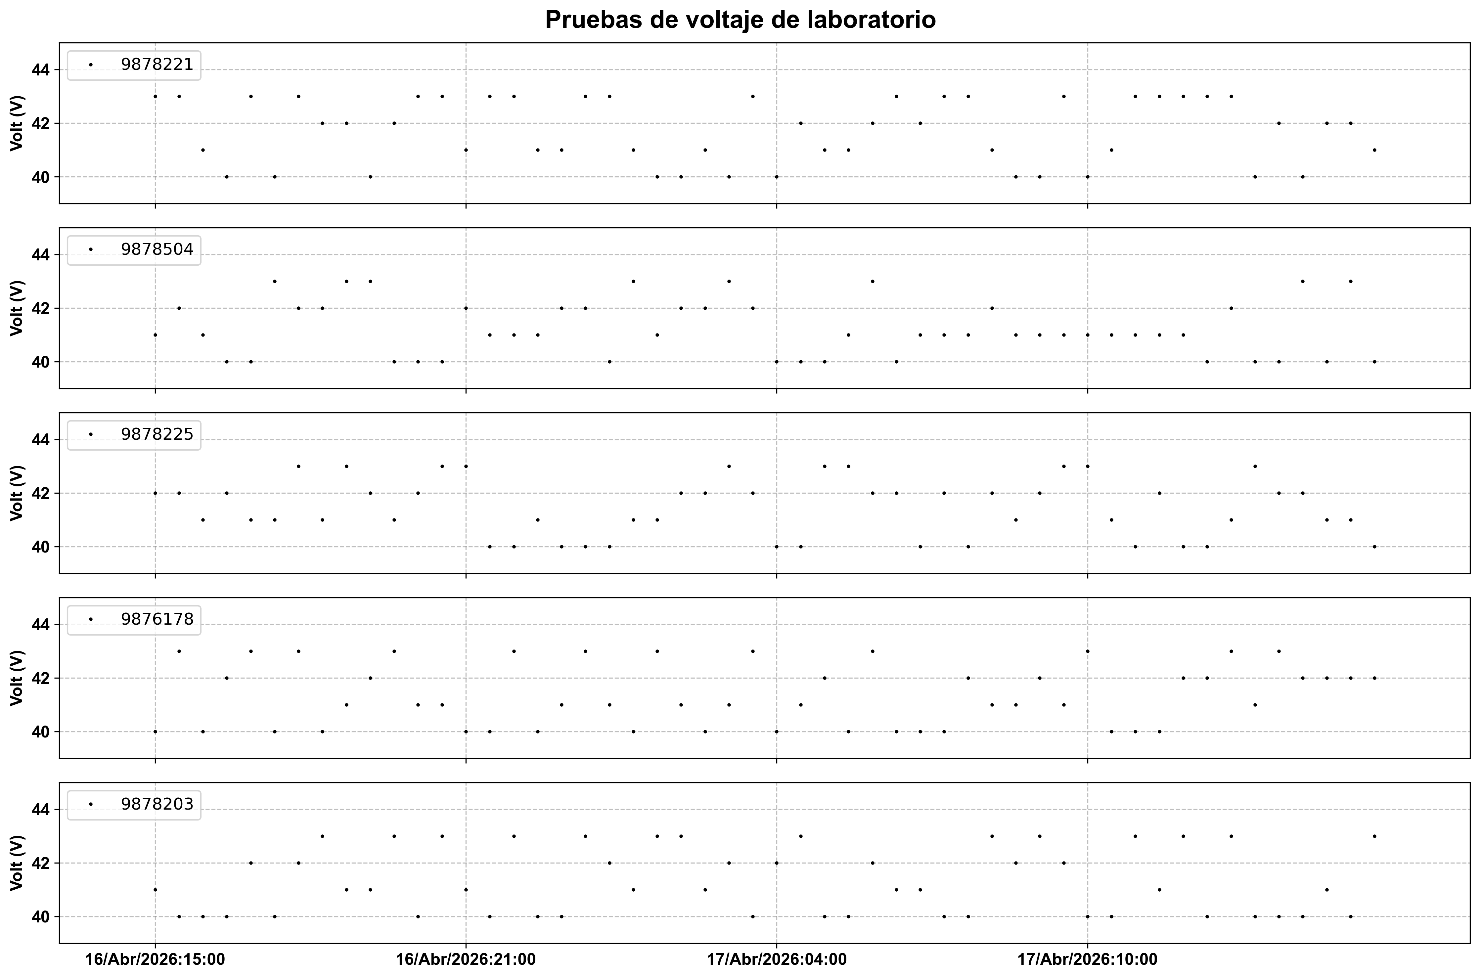 Pruebas de voltaje de laboratorio
9878221
Volt (V)
44
42
40
9878504
Volt (V)
44
42
40
9878225
Volt (V)
44
42
40
9876178
Volt (V)
44
42
40
9878203
Volt (V)
44
42
40
16/Abr/2026:15:00 16/Abr/2026:21:00 17/Abr/2026:04:00 17/Abr/2026:10:00